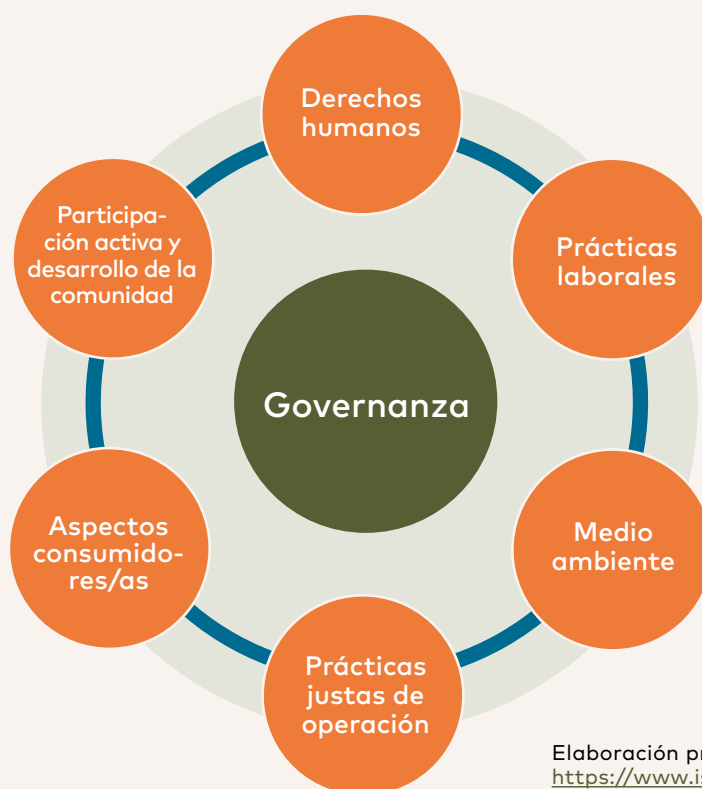 Derechos
humanos
Prácticas
laborales
Medio
ambiente
Prácticas
justas de
operación
Aspectos
consumido-
res/as
Participa-
ción activa y
desarrollo de la
comunidad
Governanza
Elaboración